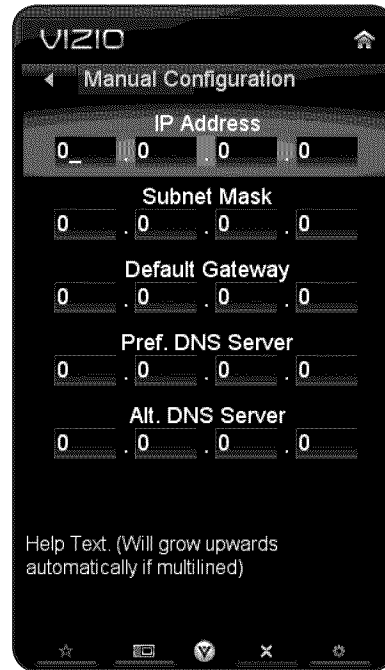 VIZIO
Manual Configuration
IP Address
0_ . 0 . 0 . 0
Subnet Mask
0 . 0 . 0 . 0
Default Gateway
0 . 0 . 0 . 0
Pref. DNS Server
0 . 0 . 0 . 0
Alt. DNS Server
0 . 0 . 0 . 0
Help Text. (Will grow upwards
automatically if multilined)
V